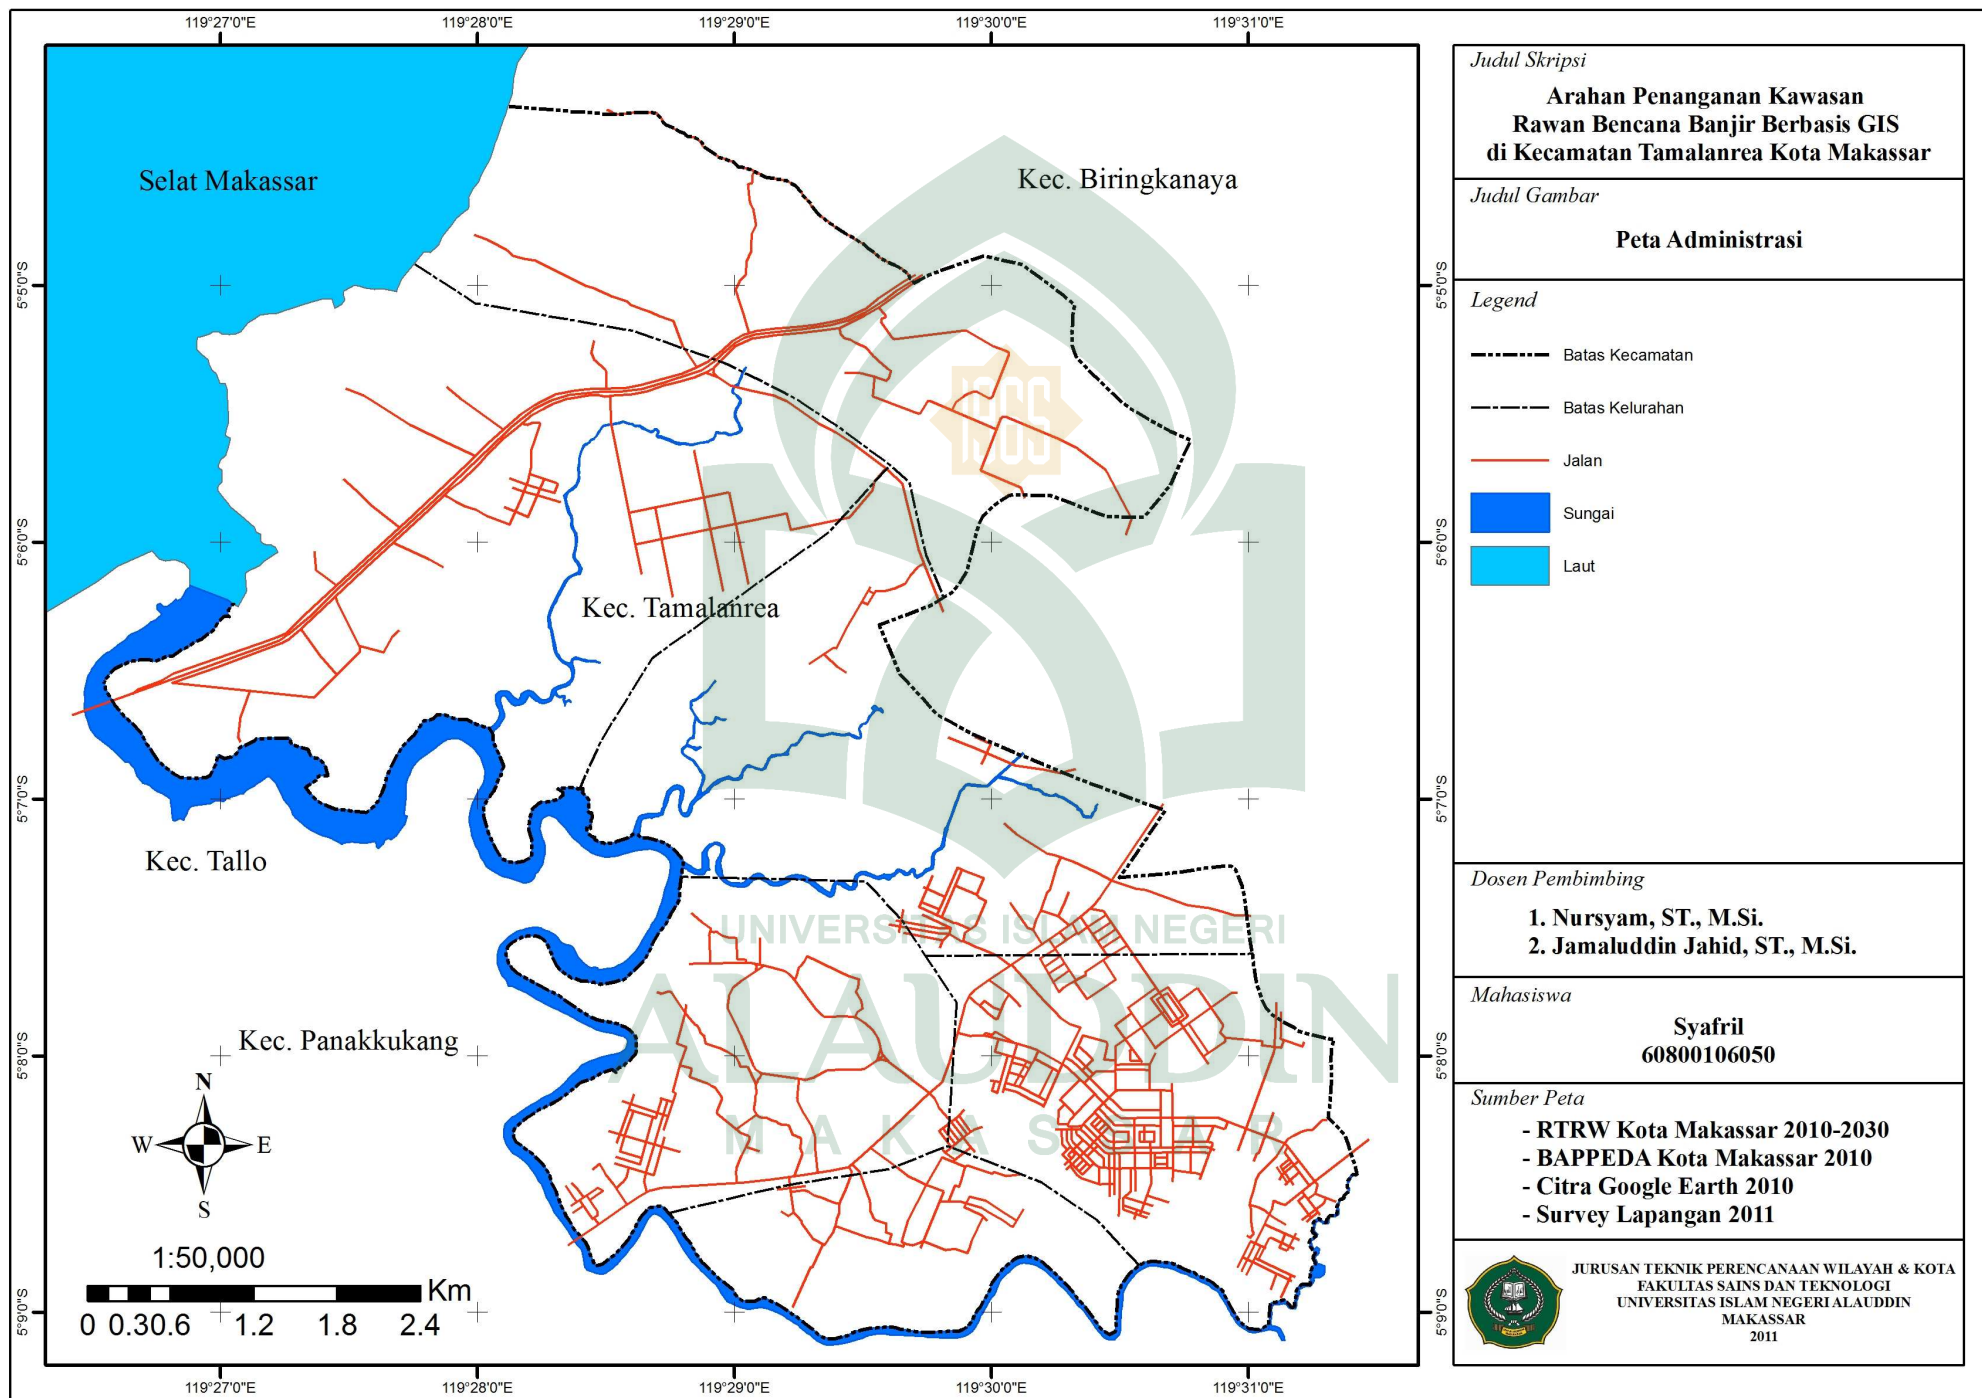 119°27'0"E
119°28'0"E
119°29'0"E
119°30'0"E
119°31'0"E
5°5'0"S
5°6'0"S
5°7'0"S
5°8'0"S
5°9'0"S
Selat Makassar
Kec. Biringkanaya
Kec. Tamalanrea
Kec. Tallo
Kec. Panakkukang
UNIVERSITAS ISLAM NEGERI
ALAUDDIN
MAKASSAR
N
W
E
S
1:50,000
Km
0 0.30.6 1.2 1.8 2.4
5°5'0"S
5°6'0"S
5°7'0"S
5°8'0"S
5°9'0"S
119°27'0"E
119°28'0"E
119°29'0"E
119°30'0"E
119°31'0"E
Judul Skripsi
Arahan Penanganan Kawasan
Rawan Bencana Banjir Berbasis GIS
di Kecamatan Tamalanrea Kota Makassar
Judul Gambar
Peta Administrasi
Legend
Batas Kecamatan
Batas Kelurahan
Jalan
Sungai
Laut
Dosen Pembimbing
1. Nursyam, ST., M.Si.
2. Jamaluddin Jahid, ST., M.Si.
Mahasiswa
Syafril
60800106050
Sumber Peta
- RTRW Kota Makassar 2010-2030
- BAPPEDA Kota Makassar 2010
- Citra Google Earth 2010
- Survey Lapangan 2011
JURUSAN TEKNIK PERENCANAAN WILAYAH & KOTA
FAKULTAS SAINS DAN TEKNOLOGI
UNIVERSITAS ISLAM NEGERI ALAUDDIN
MAKASSAR
2011